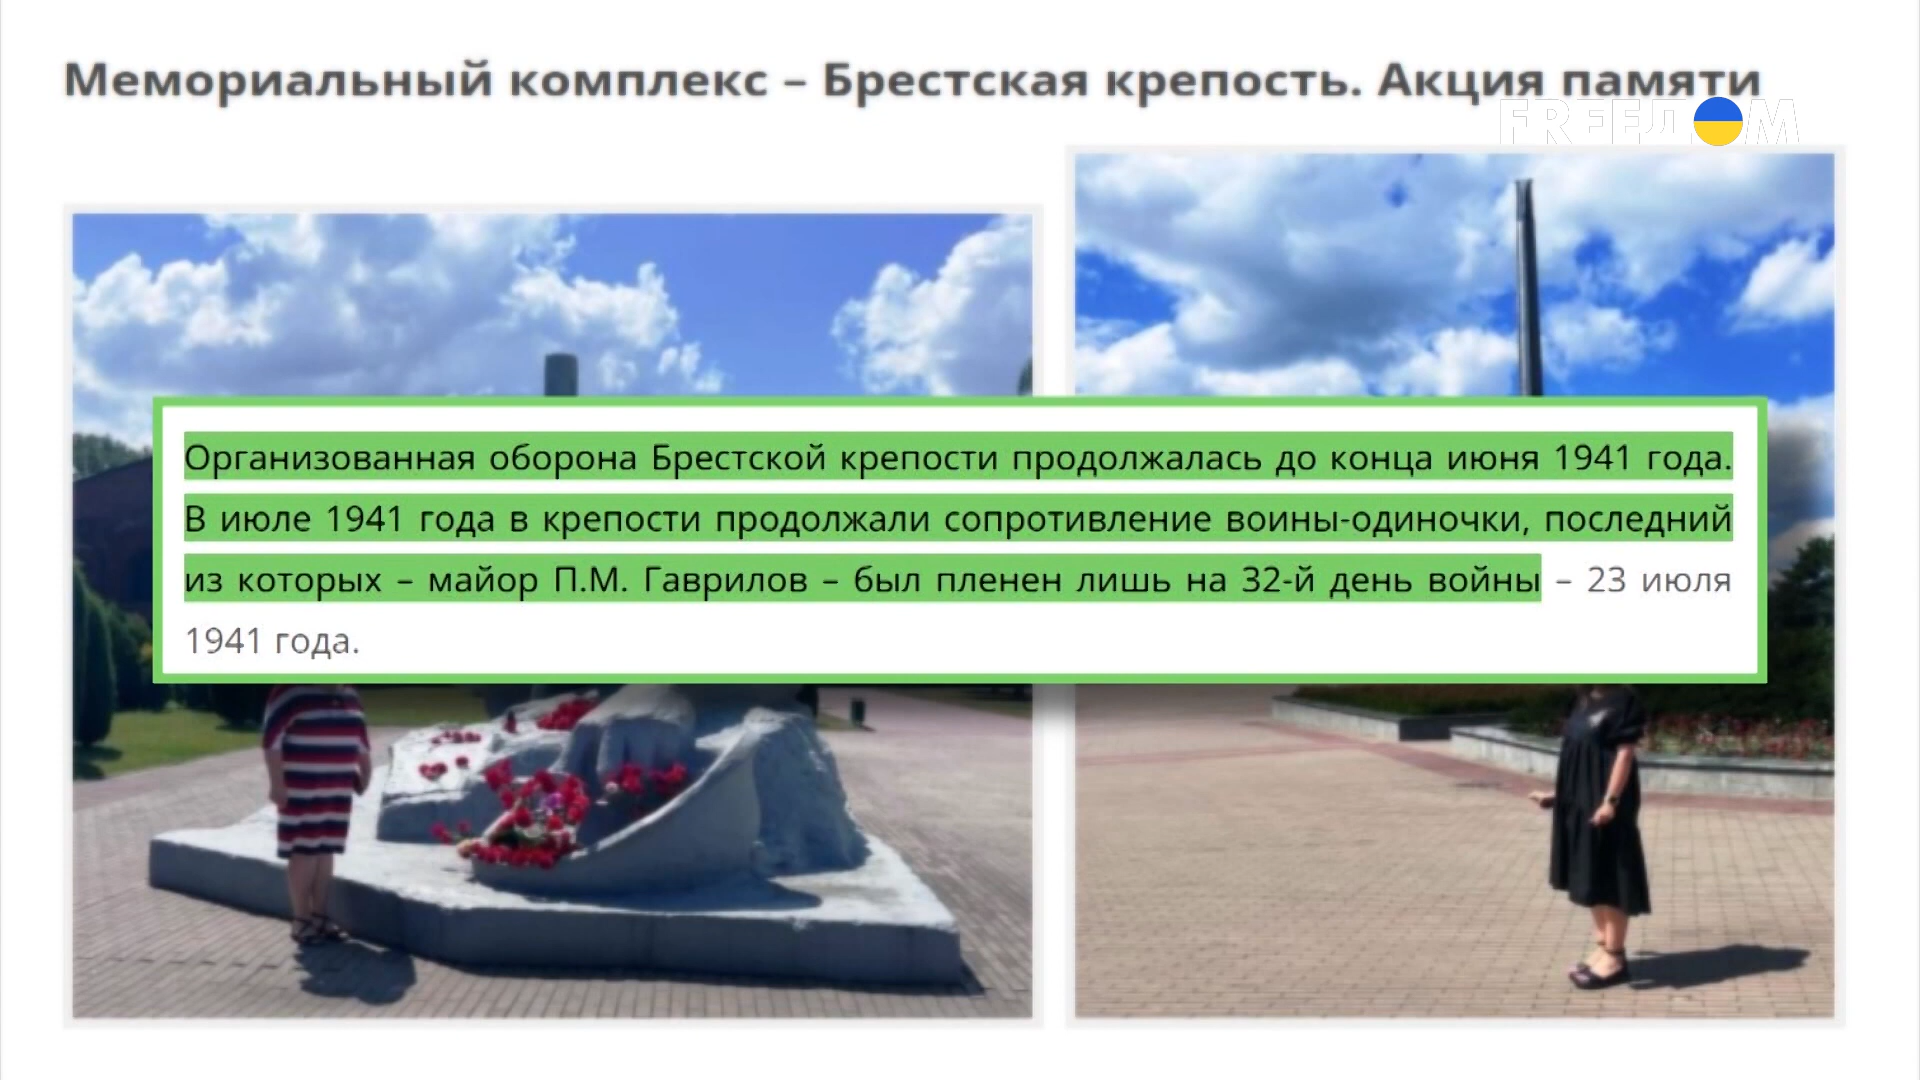 Мемориальный комплекс – Брестская крепость. Акция памяти
FREEДOM
Организованная оборона Брестской крепости продолжалась до конца июня 1941 года.
В июле 1941 года в крепости продолжали сопротивление воины-одиночки, последний
из которых – майор П.М. Гаврилов – был пленен лишь на 32-й день войны – 23 июля
1941 года.